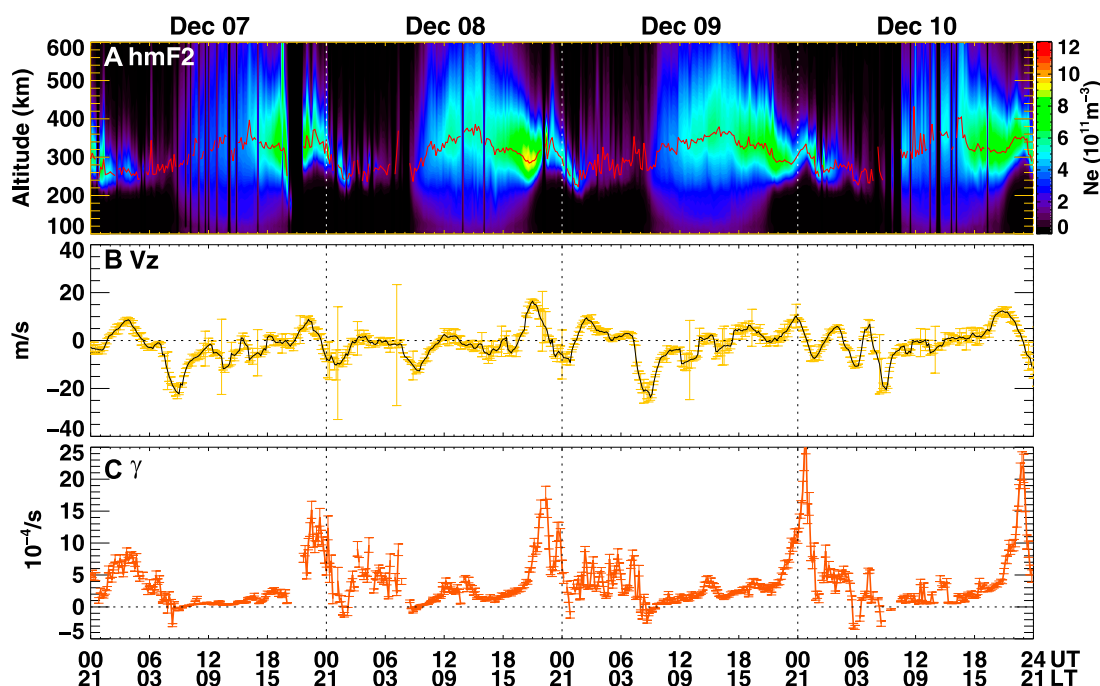 Dec 07 Dec 08 Dec 09 Dec 10
A hmF2
600
500
400
300
200
100
Altitude (km)
12
10
8
6
4
2
0
Ne (10¹¹m⁻³)
B Vz
40
20
0
−20
−40
m/s
C γ
25
20
15
10
5
0
−5
10⁻⁴/s
00 06 12 18 00 06 12 18 00 06 12 18 00 06 12 18 24 UT
21 03 09 15 21 03 09 15 21 03 09 15 21 03 09 15 21 LT